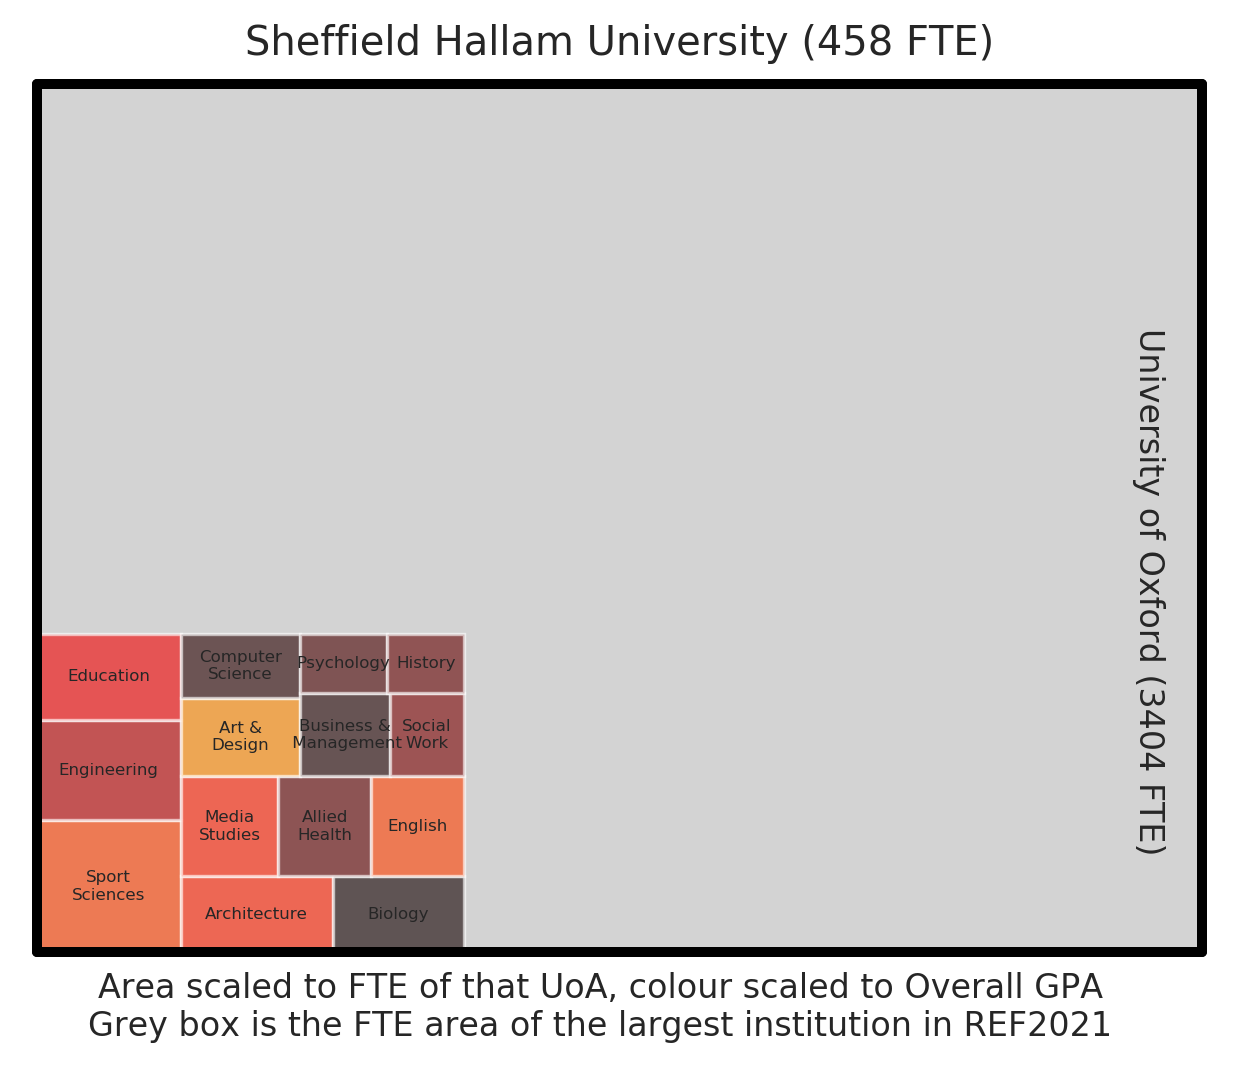 Sheffield Hallam University (458 FTE)
University of Oxford (3404 FTE)
Education
Computer
Science
Psychology
History
Art &
Design
Business &
Management
Social
Work
Engineering
Media
Studies
Allied
Health
English
Sport
Sciences
Architecture
Biology
Area scaled to FTE of that UoA, colour scaled to Overall GPA
Grey box is the FTE area of the largest institution in REF2021